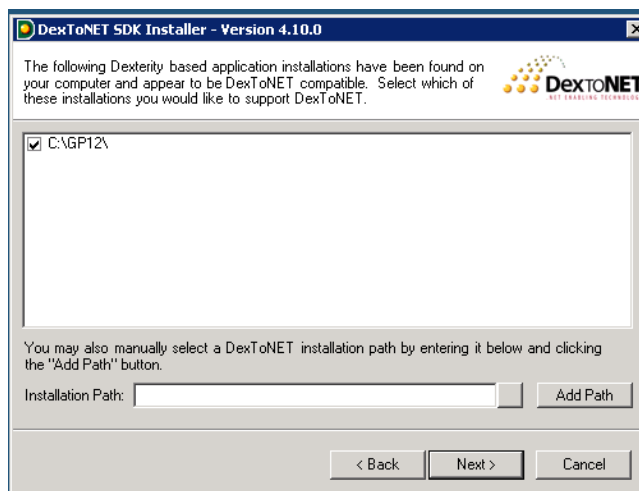 DexToNET SDK Installer - Version 4.10.0
The following Dexterity based application installations have been found on
your computer and appear to be DexToNET compatible. Select which of
these installations you would like to support DexToNET.
DEXTONET
.NET ENABLING TECHNOLOG
C:\GP12\
You may also manually select a DexToNET installation path by entering it below and clicking
the "Add Path" button.
Installation Path:
Add Path
< Back
Next >
Cancel